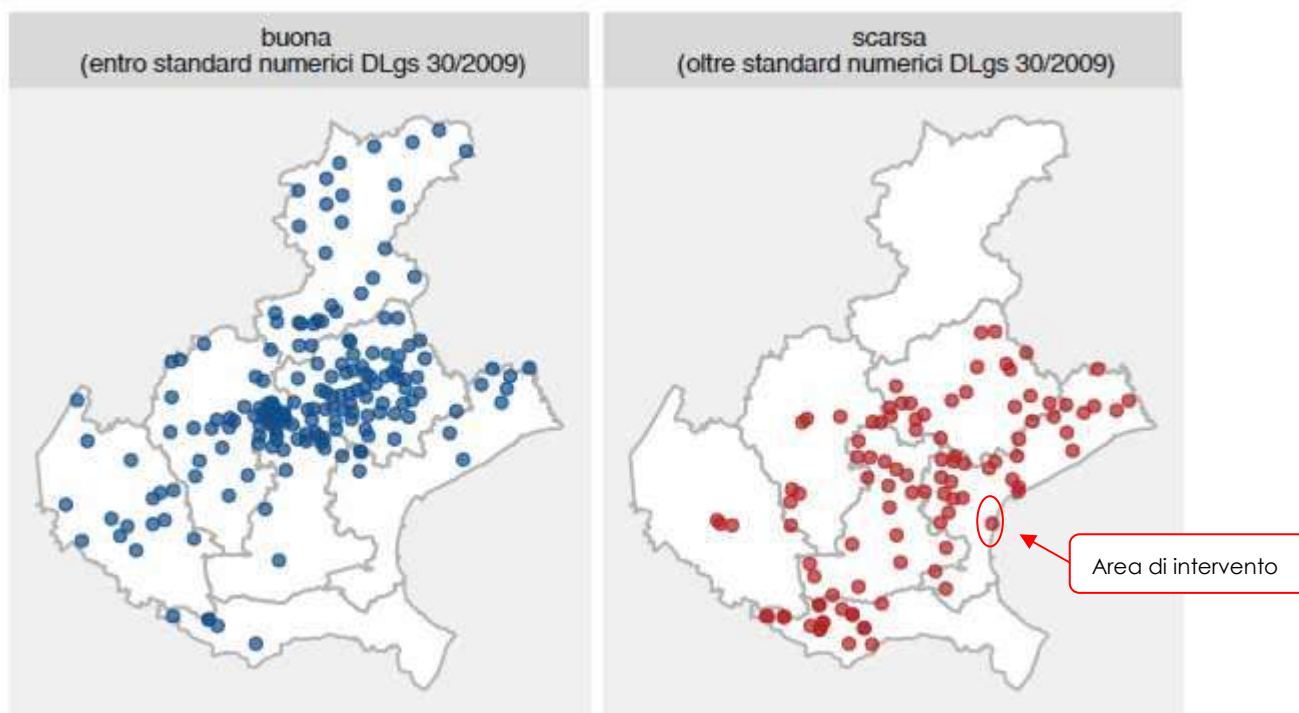 buona
(entro standard numerici DLgs 30/2009)
scarsa
(oltre standard numerici DLgs 30/2009)
Area di intervento